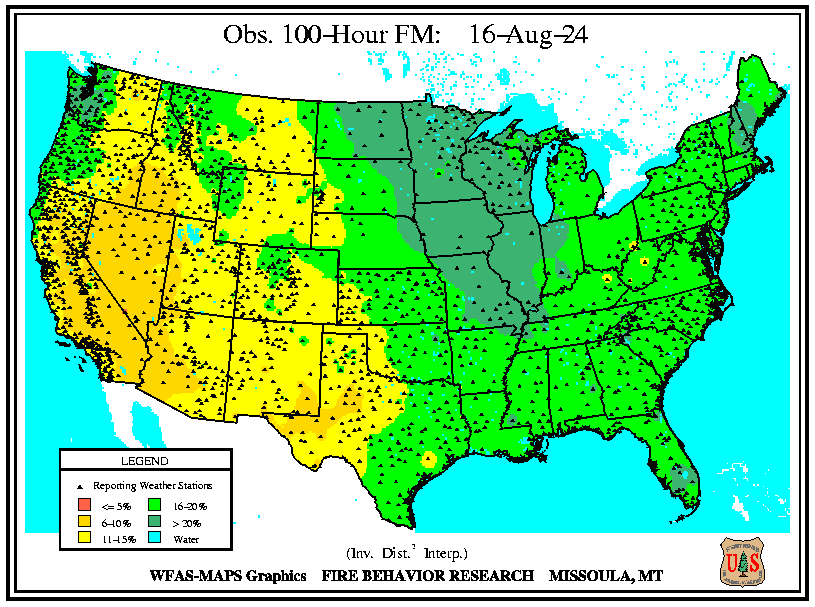 Obs. 100-Hour FM: 16-Aug-24
LEGEND
Reporting Weather Stations
<= 5% 16-20%
6-10% > 20%
11-15% Water
(Inv. Dist.² Interp.)
WFAS-MAPS Graphics FIRE BEHAVIOR RESEARCH MISSOULA, MT
UAS